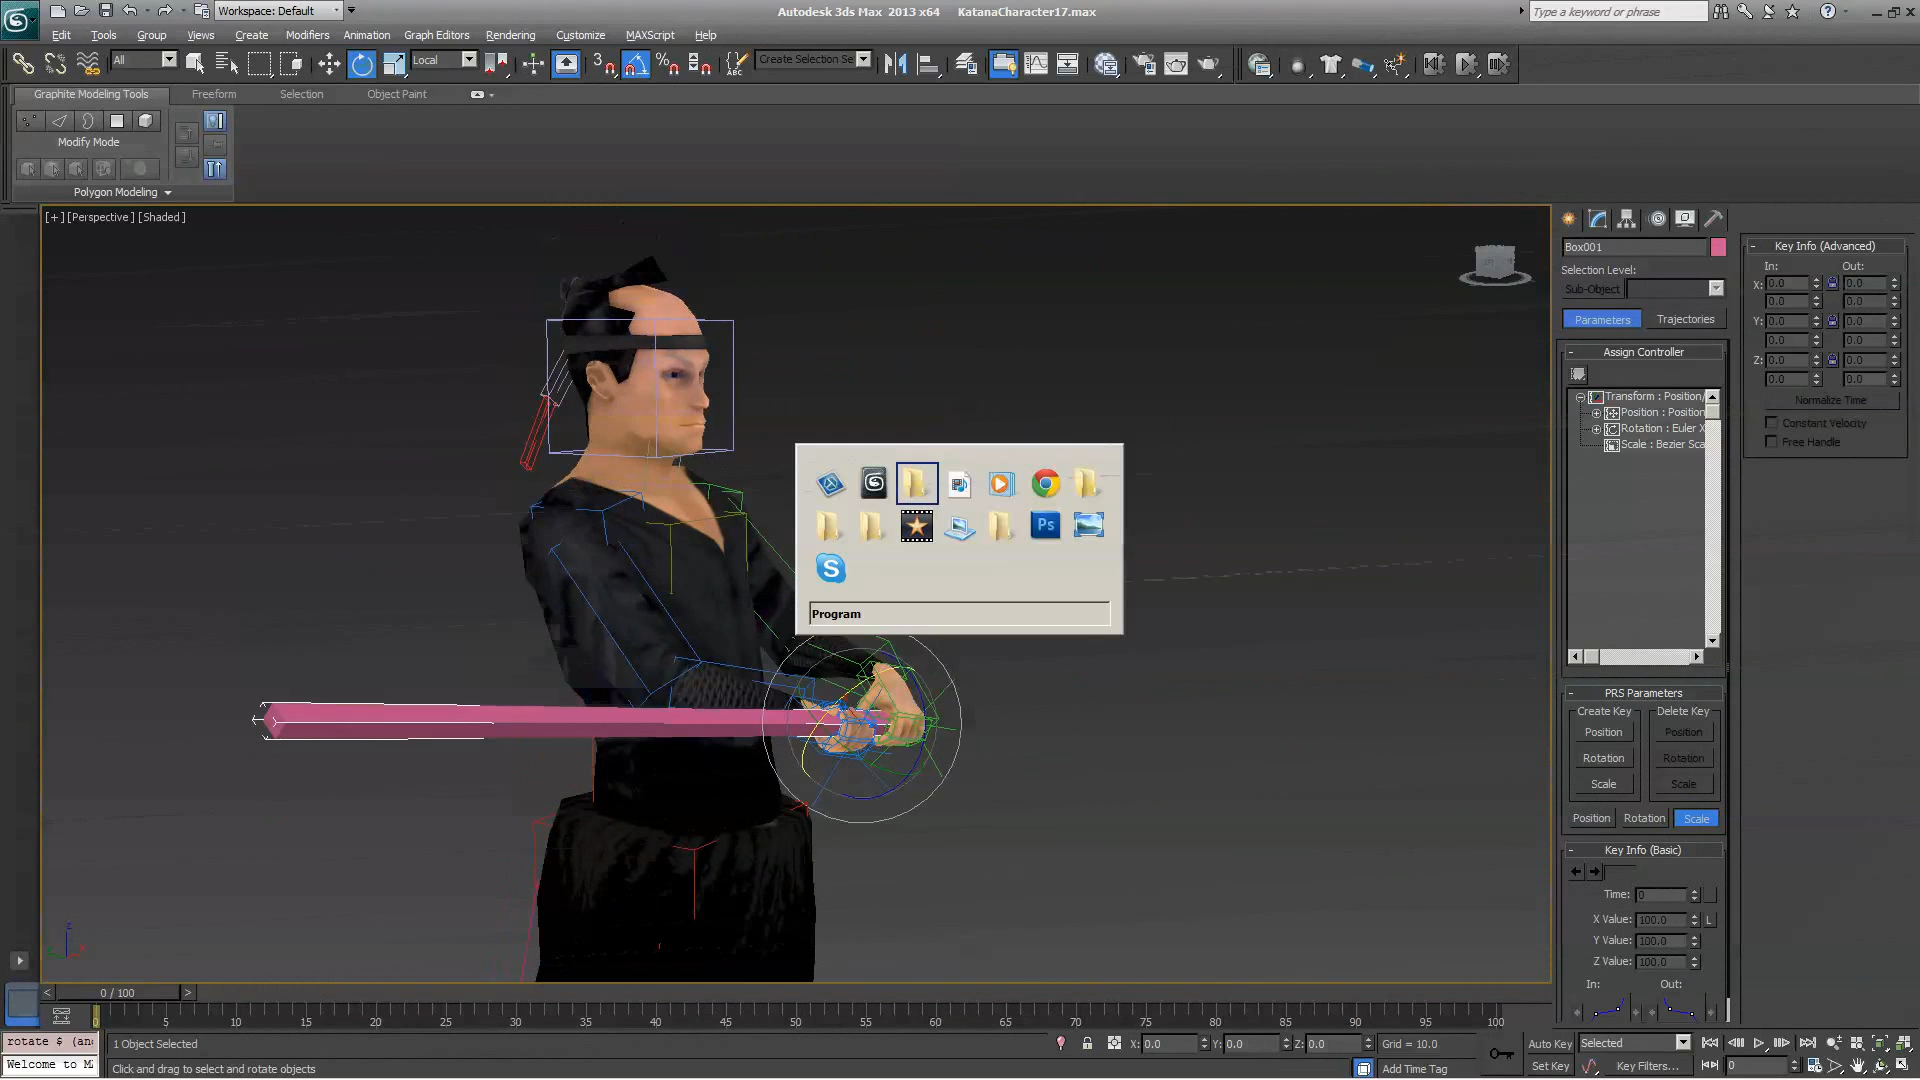 Workspace: Default
Autodesk 3ds Max 2013 x64 KatanaCharacter17.max
Type a keyword or phrase
Edit Tools Group Views Create Modifiers Animation Graph Editors Rendering Customize MAXScript Help
All
Local
3
Create Selection Se
Graphite Modeling Tools Freeform Selection Object Paint
Modify Mode
Polygon Modeling
[+] [Perspective] [Shaded]
Box001
Selection Level:
Sub-Object
Parameters Trajectories
Assign Controller
Transform : Position/
Position : Position
Rotation : Euler X
Scale : Bezier Sca
Key Info (Advanced)
In: Out:
X: 0.0 0.0
0.0 0.0
Y: 0.0 0.0
0.0 0.0
Z: 0.0 0.0
0.0 0.0
Normalize Time
Constant Velocity
Free Handle
Ps
S
Program
PRS Parameters
Create Key Delete Key
Position Position
Rotation Rotation
Scale Scale
Position Rotation Scale
Key Info (Basic)
Time: 0
X Value: 100.0 L
Y Value: 100.0
Z Value: 100.0
In: Out:
< 0 / 100 >
0 5 10 15 20 25 30 35 40 45 50 55 60 65 70 75 80 85 90 95 100
rotate $ (an
Welcome to M
1 Object Selected
Click and drag to select and rotate objects
X: 0.0 Y: 0.0 Z: 0.0 Grid = 10.0
Add Time Tag
Auto Key Selected
Set Key Key Filters...
0